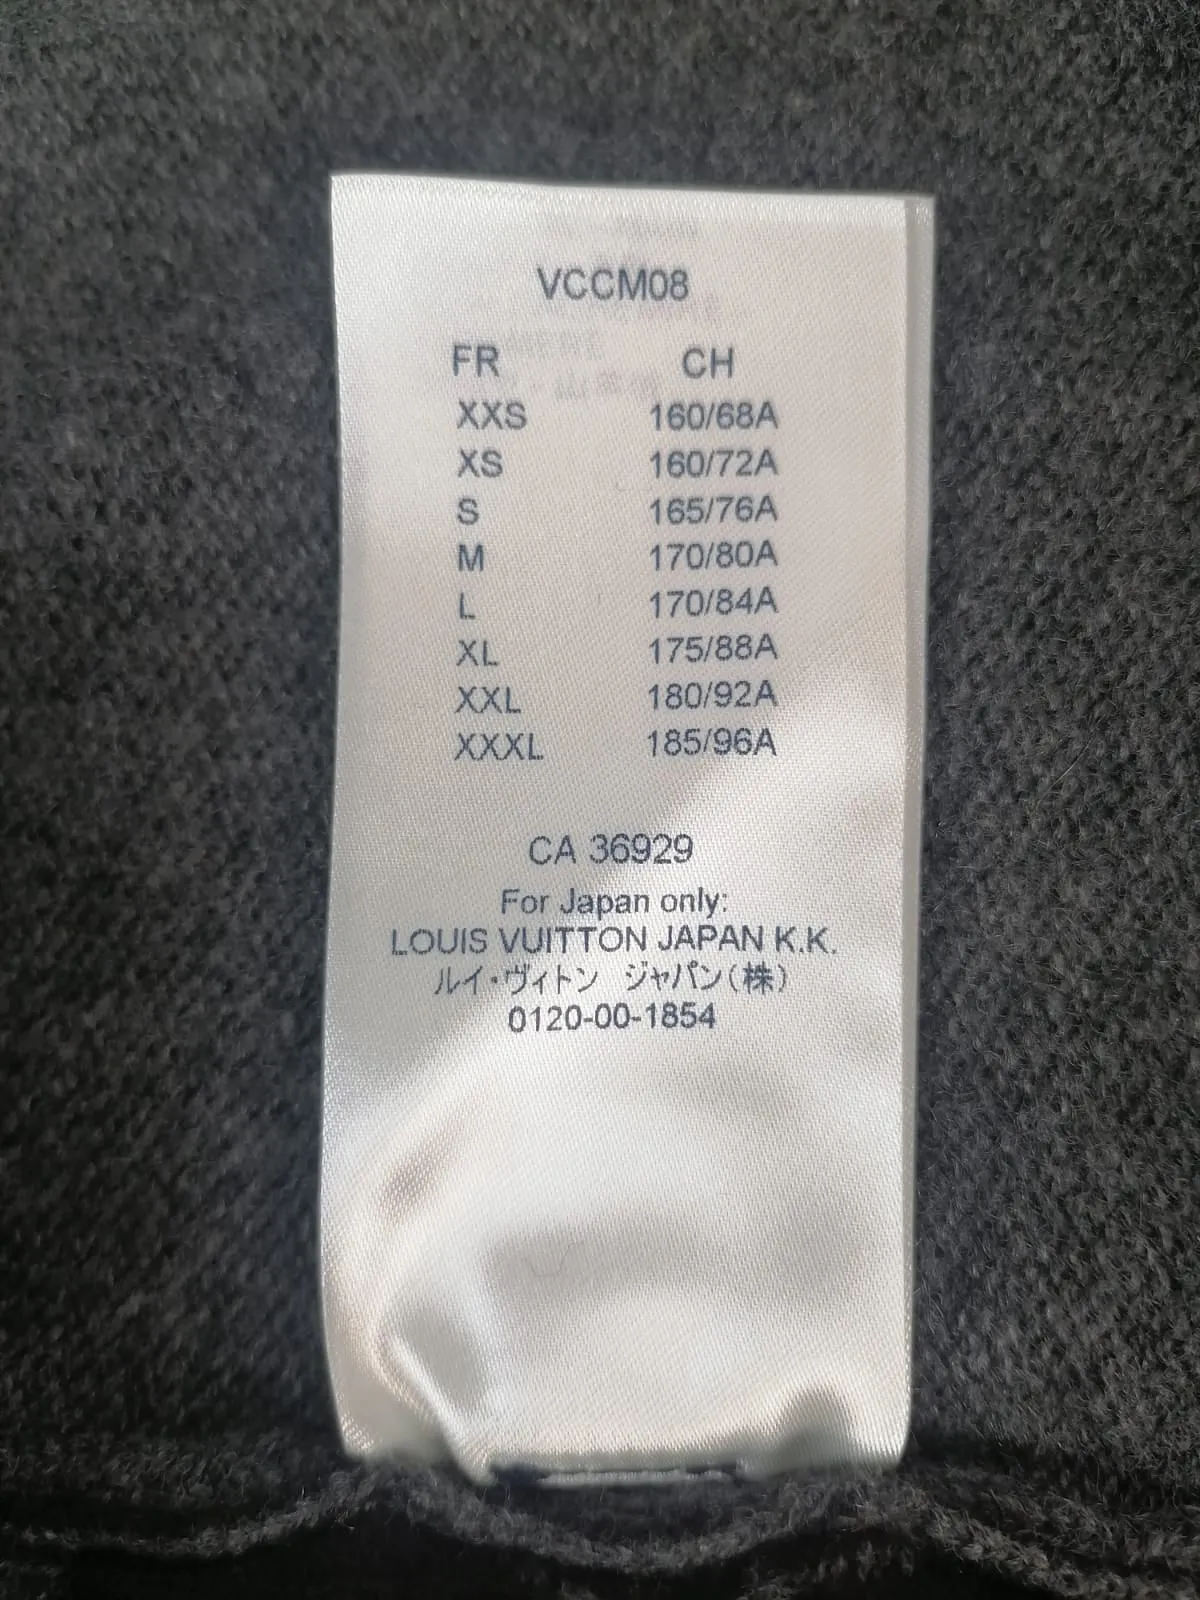 VCCM08
FR CH
XXS 160/68A
XS 160/72A
S 165/76A
M 170/80A
L 170/84A
XL 175/88A
XXL 180/92A
XXXL 185/96A
CA 36929
For Japan only:
LOUIS VUITTON JAPAN K.K.
ルイ・ヴィトン ジャパン(株)
0120-00-1854